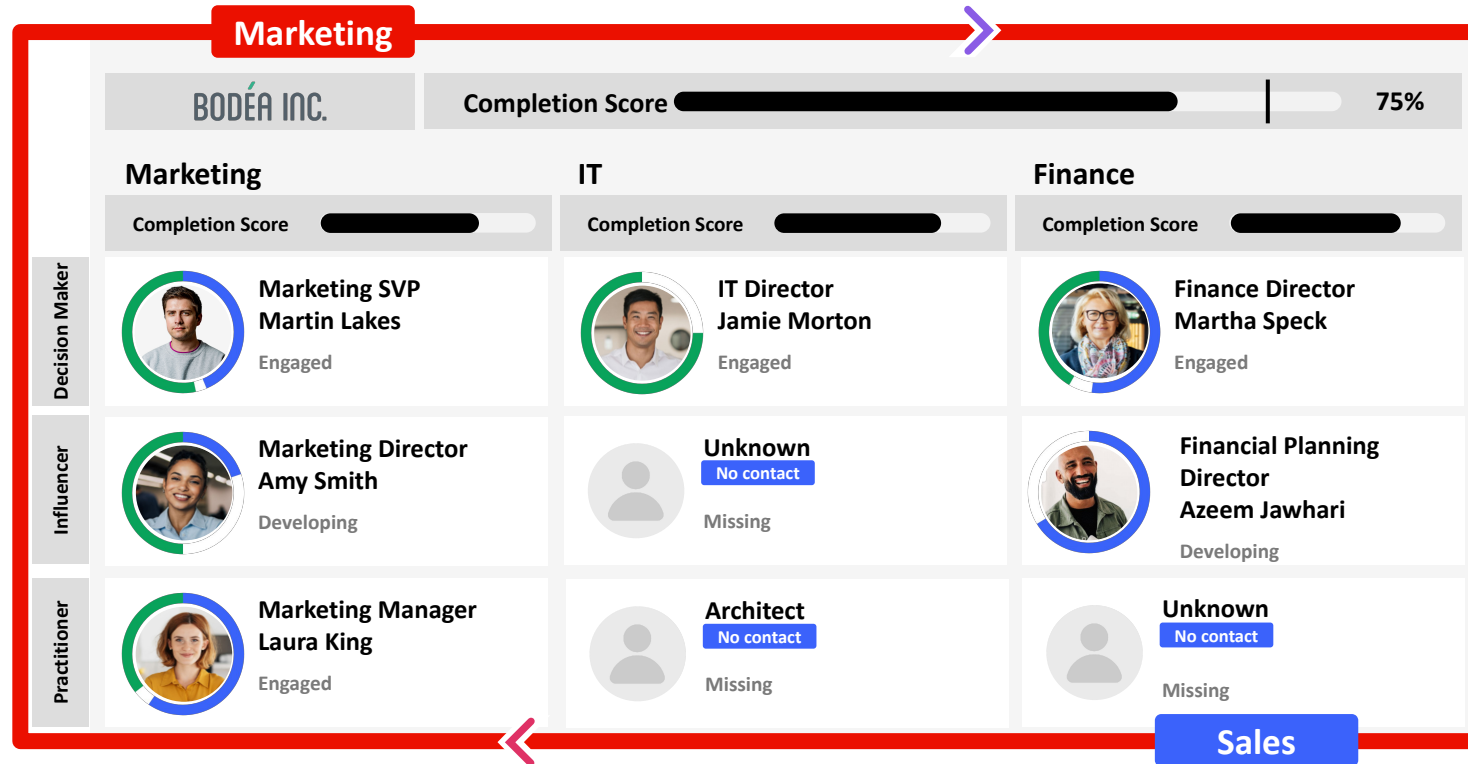 Marketing
BODÉA INC.
Completion Score
75%
Marketing
IT
Finance
Completion Score
Completion Score
Completion Score
Decision Maker
Marketing SVP
Martin Lakes
Engaged
IT Director
Jamie Morton
Engaged
Finance Director
Martha Speck
Engaged
Influencer
Marketing Director
Amy Smith
Developing
Unknown
No contact
Missing
Financial Planning
Director
Azeem Jawhari
Developing
Practitioner
Marketing Manager
Laura King
Engaged
Architect
No contact
Missing
Unknown
No contact
Missing
Sales